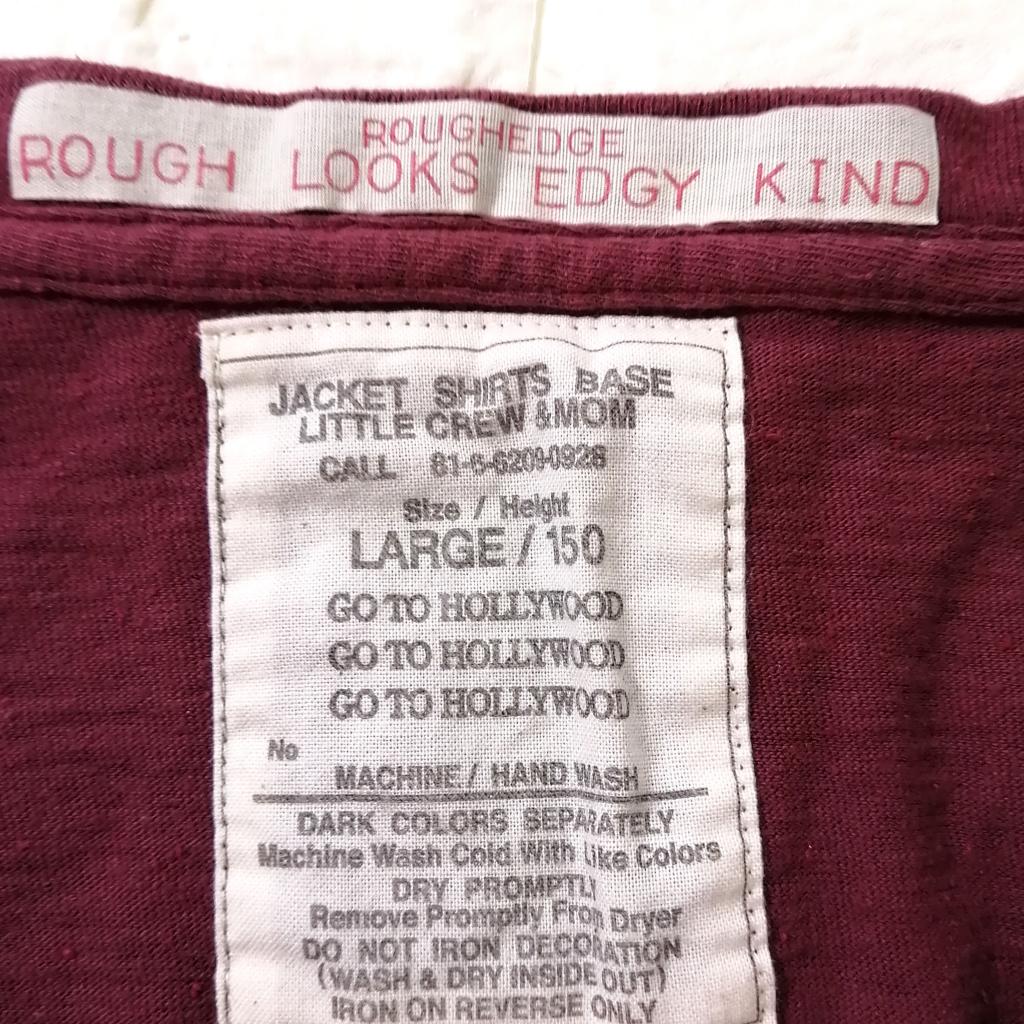 ROUGHEDGE
ROUGH LOOKS EDGY KIND
JACKET SHIRTS BASE
LITTLE CREW & MOM
CALL 81-6-6209-0926
Size / Height
LARGE / 150
GO TO HOLLYWOOD
GO TO HOLLYWOOD
GO TO HOLLYWOOD
No
MACHINE / HAND WASH
DARK COLORS SEPARATELY
Machine Wash Cold With Like Colors
DRY PROMPTLY
Remove Promptly From Dryer
DO NOT IRON DECORATION
(WASH & DRY INSIDE OUT)
IRON ON REVERSE ONLY